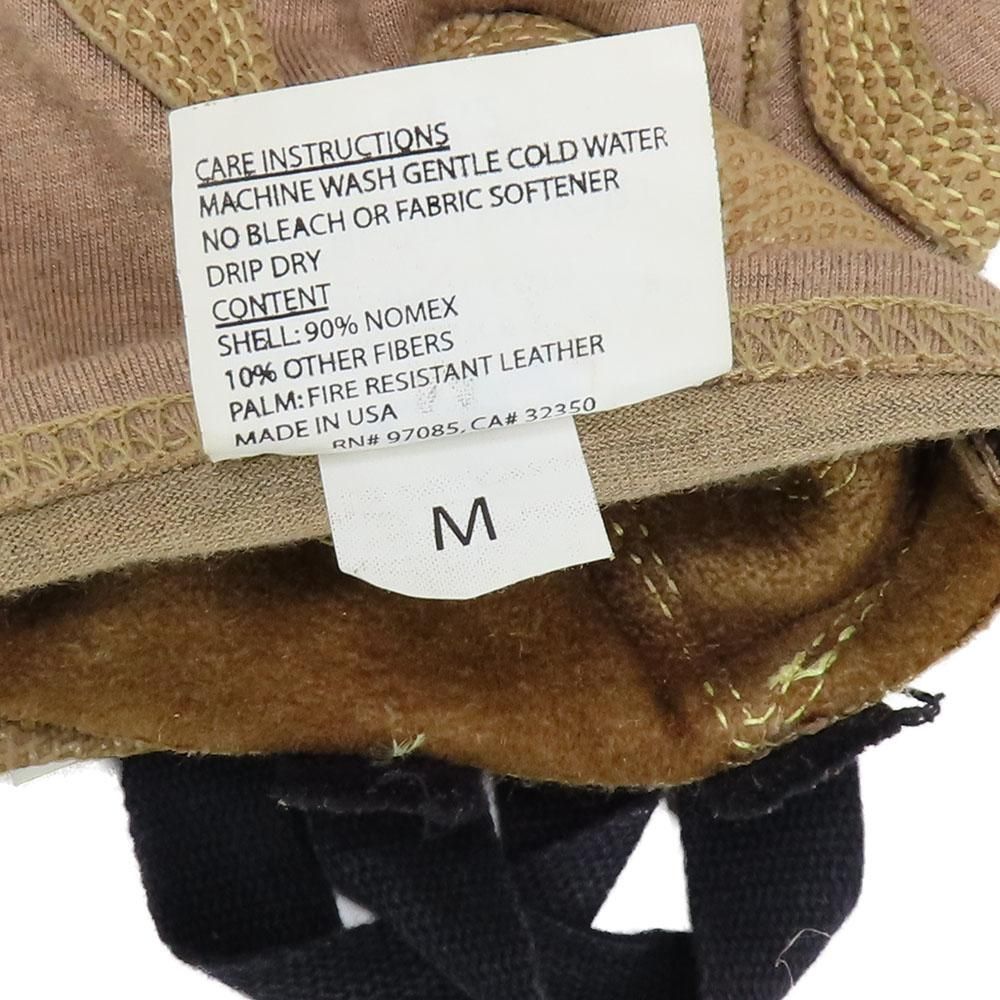 CARE INSTRUCTIONS
MACHINE WASH GENTLE COLD WATER
NO BLEACH OR FABRIC SOFTENER
DRIP DRY
CONTENT
SHELL: 90% NOMEX
10% OTHER FIBERS
PALM: FIRE RESISTANT LEATHER
MADE IN USA
RN# 97085, CA# 32350
M